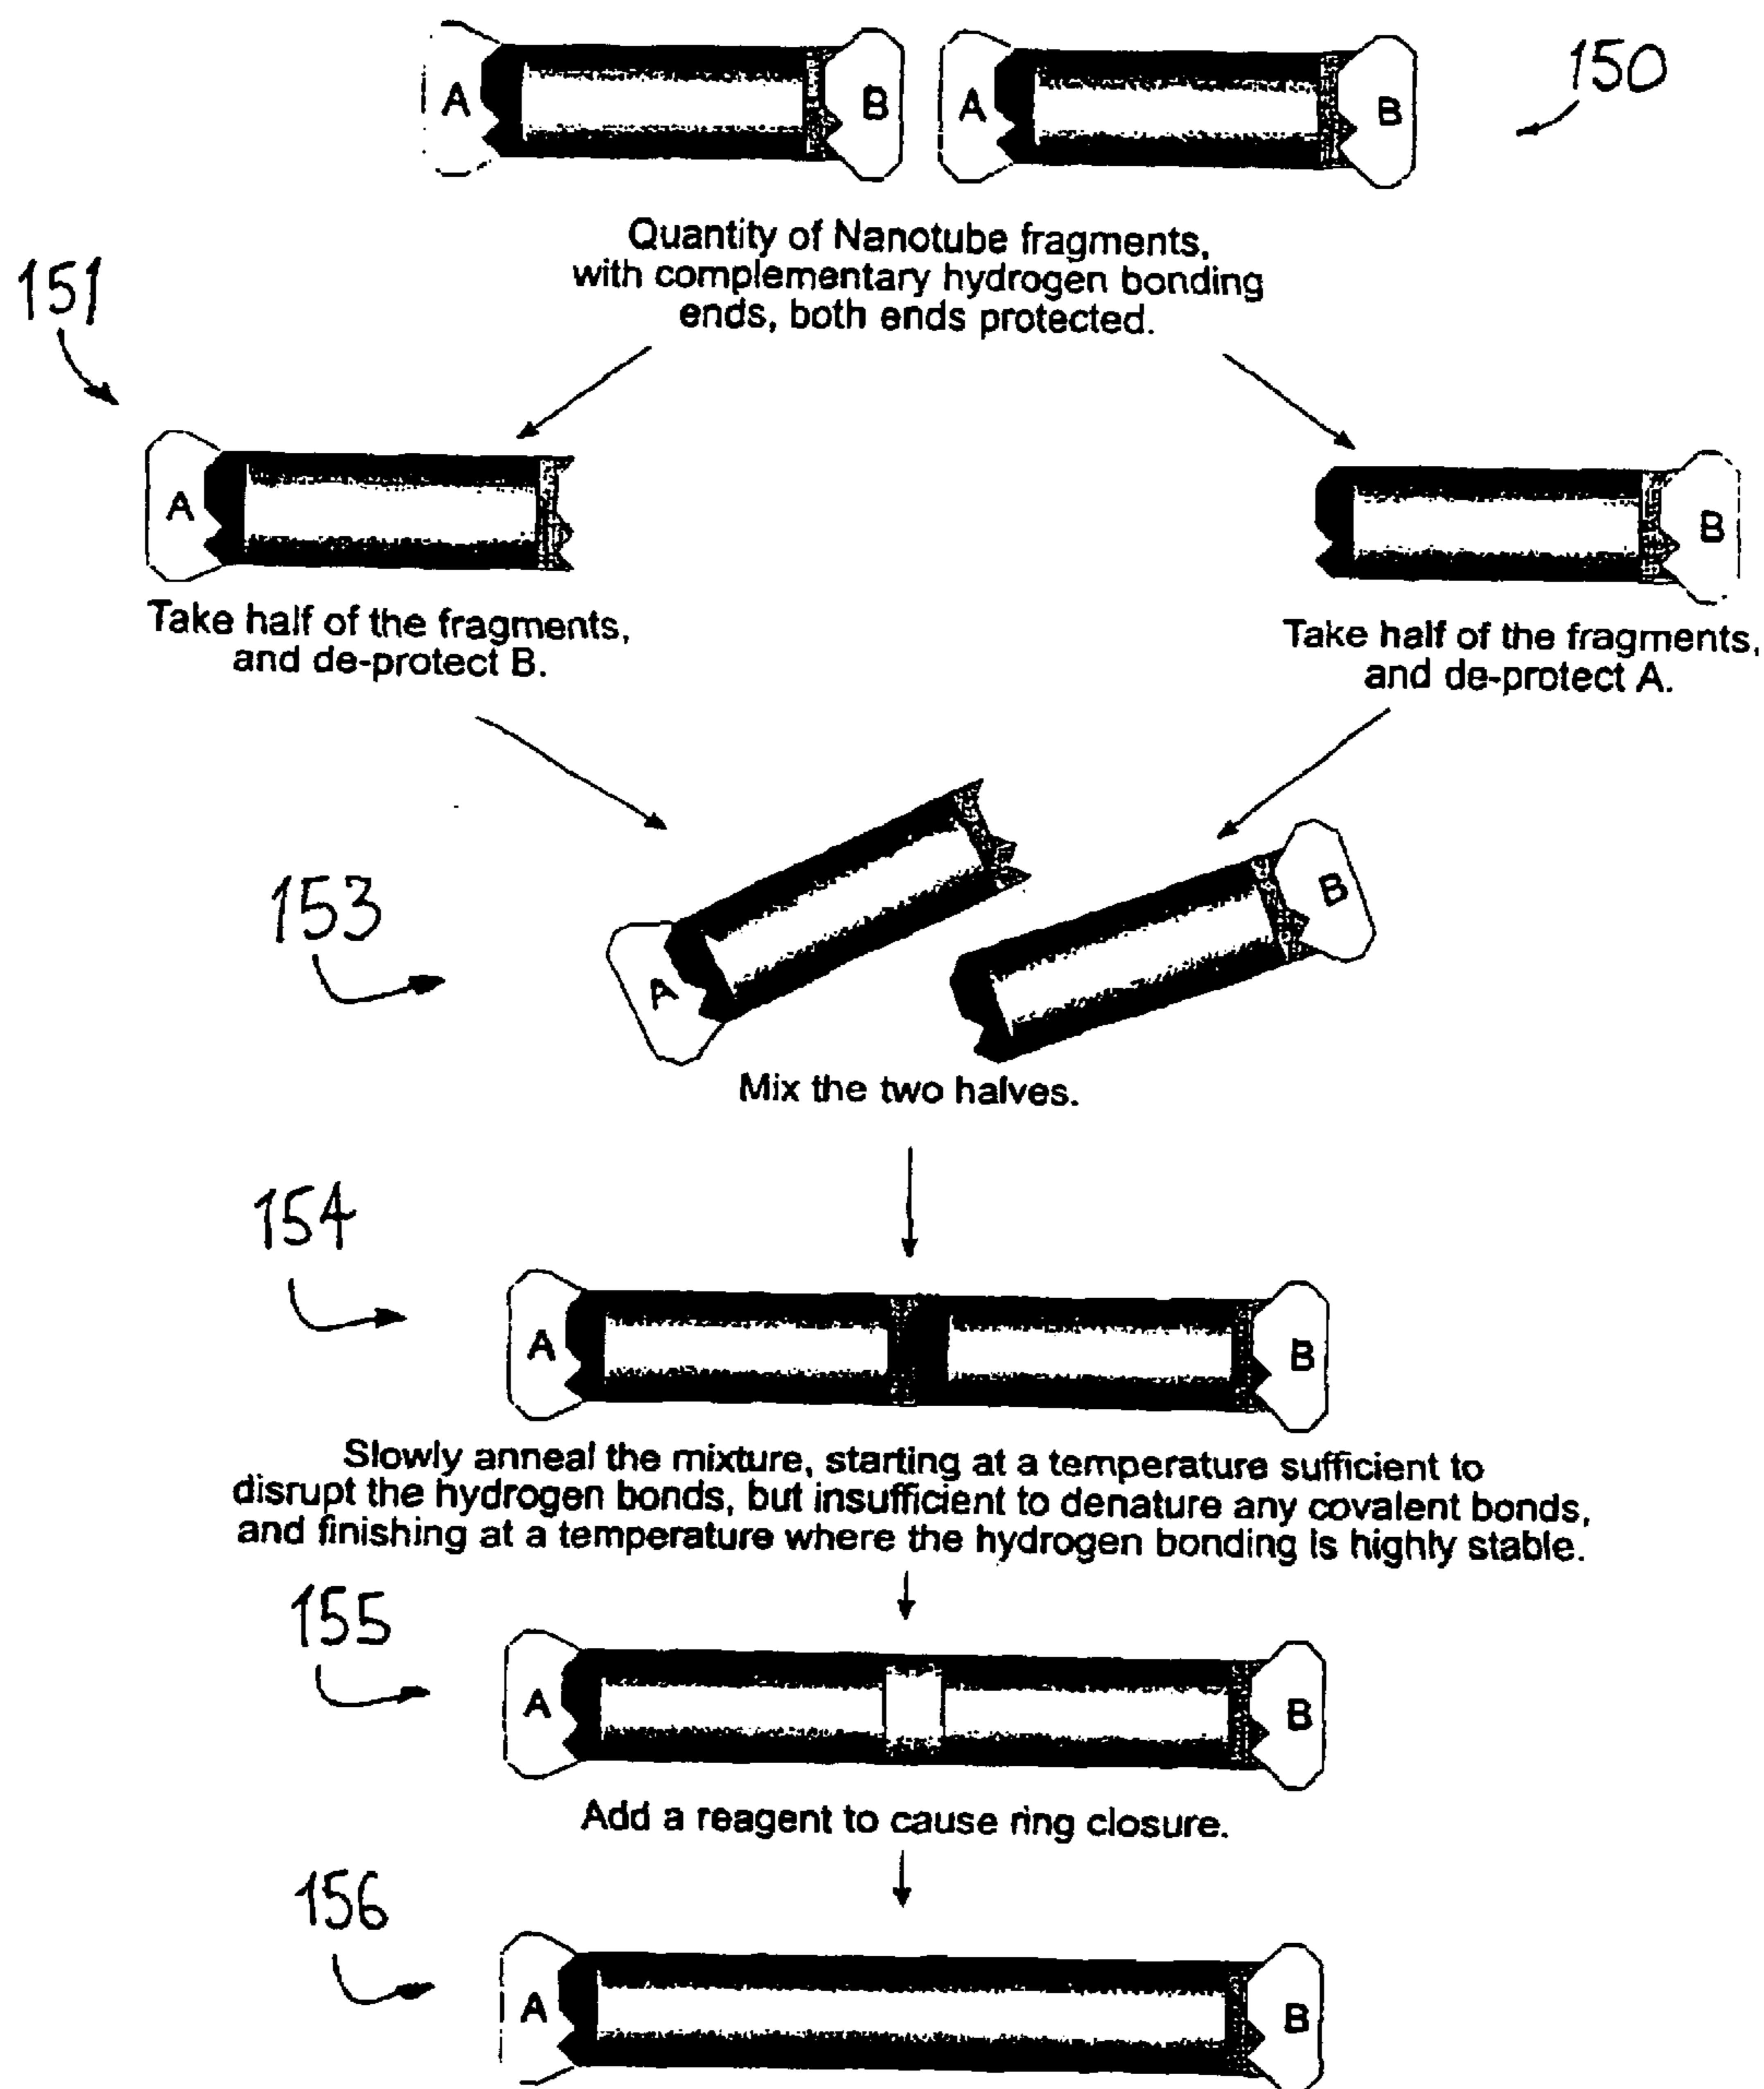 A B A B
150
Quantity of Nanotube fragments,
with complementary hydrogen bonding
ends, both ends protected.
151
A
B
Take half of the fragments,
and de-protect B.
Take half of the fragments,
and de-protect A.
153
A
B
Mix the two halves.
154
A B
Slowly anneal the mixture, starting at a temperature sufficient to
disrupt the hydrogen bonds, but insufficient to denature any covalent bonds,
and finishing at a temperature where the hydrogen bonding is highly stable.
155
A B
Add a reagent to cause ring closure.
156
A B